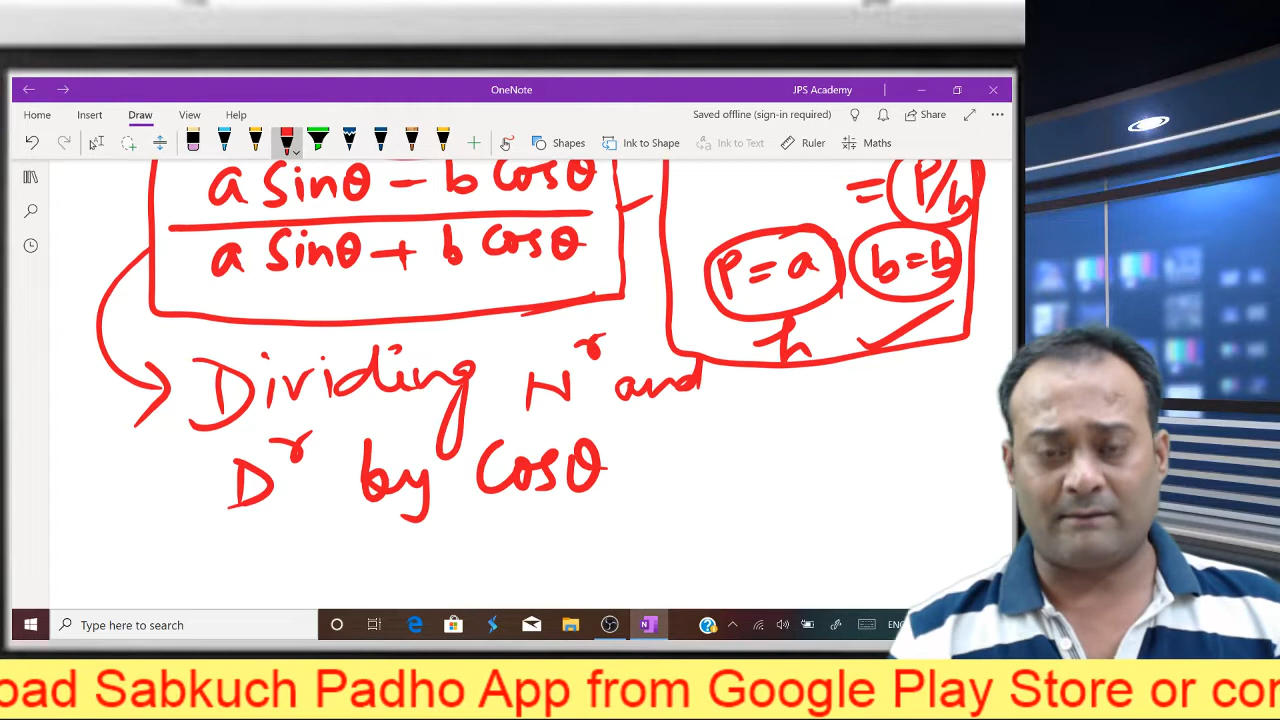 OneNote
JPS Academy
Home Insert Draw View Help
Saved offline (sign-in required)
Share
Shapes
Ink to Shape
Ink to Text
Ruler
Maths
a sinθ - b cosθ
a sinθ + b cosθ
= P/b
P = a b = b
h
Dividing Nʳ and
Dʳ by Cosθ
Type here to search
ENG
oad Sabkuch Padho App from Google Play Store or cor